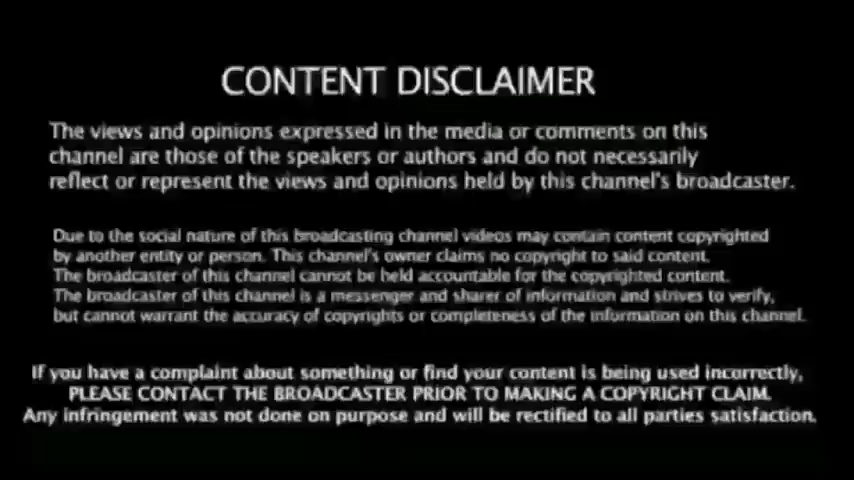 CONTENT DISCLAIMER
The views and opinions expressed in the media or comments on this
channel are those of the speakers or authors and do not necessarily
reflect or represent the views and opinions held by this channel's broadcaster.
Due to the social nature of this broadcasting channel videos may contain content copyrighted
by another entity or person. This channel's owner claims no copyright to said content.
The broadcaster of this channel cannot be held accountable for the copyrighted content.
The broadcaster of this channel is a messenger and sharer of information and strives to verify,
but cannot warrant the accuracy of copyrights or completeness of the information on this channel.
If you have a complaint about something or find your content is being used incorrectly,
PLEASE CONTACT THE BROADCASTER PRIOR TO MAKING A COPYRIGHT CLAIM.
Any infringement was not done on purpose and will be rectified to all parties satisfaction.